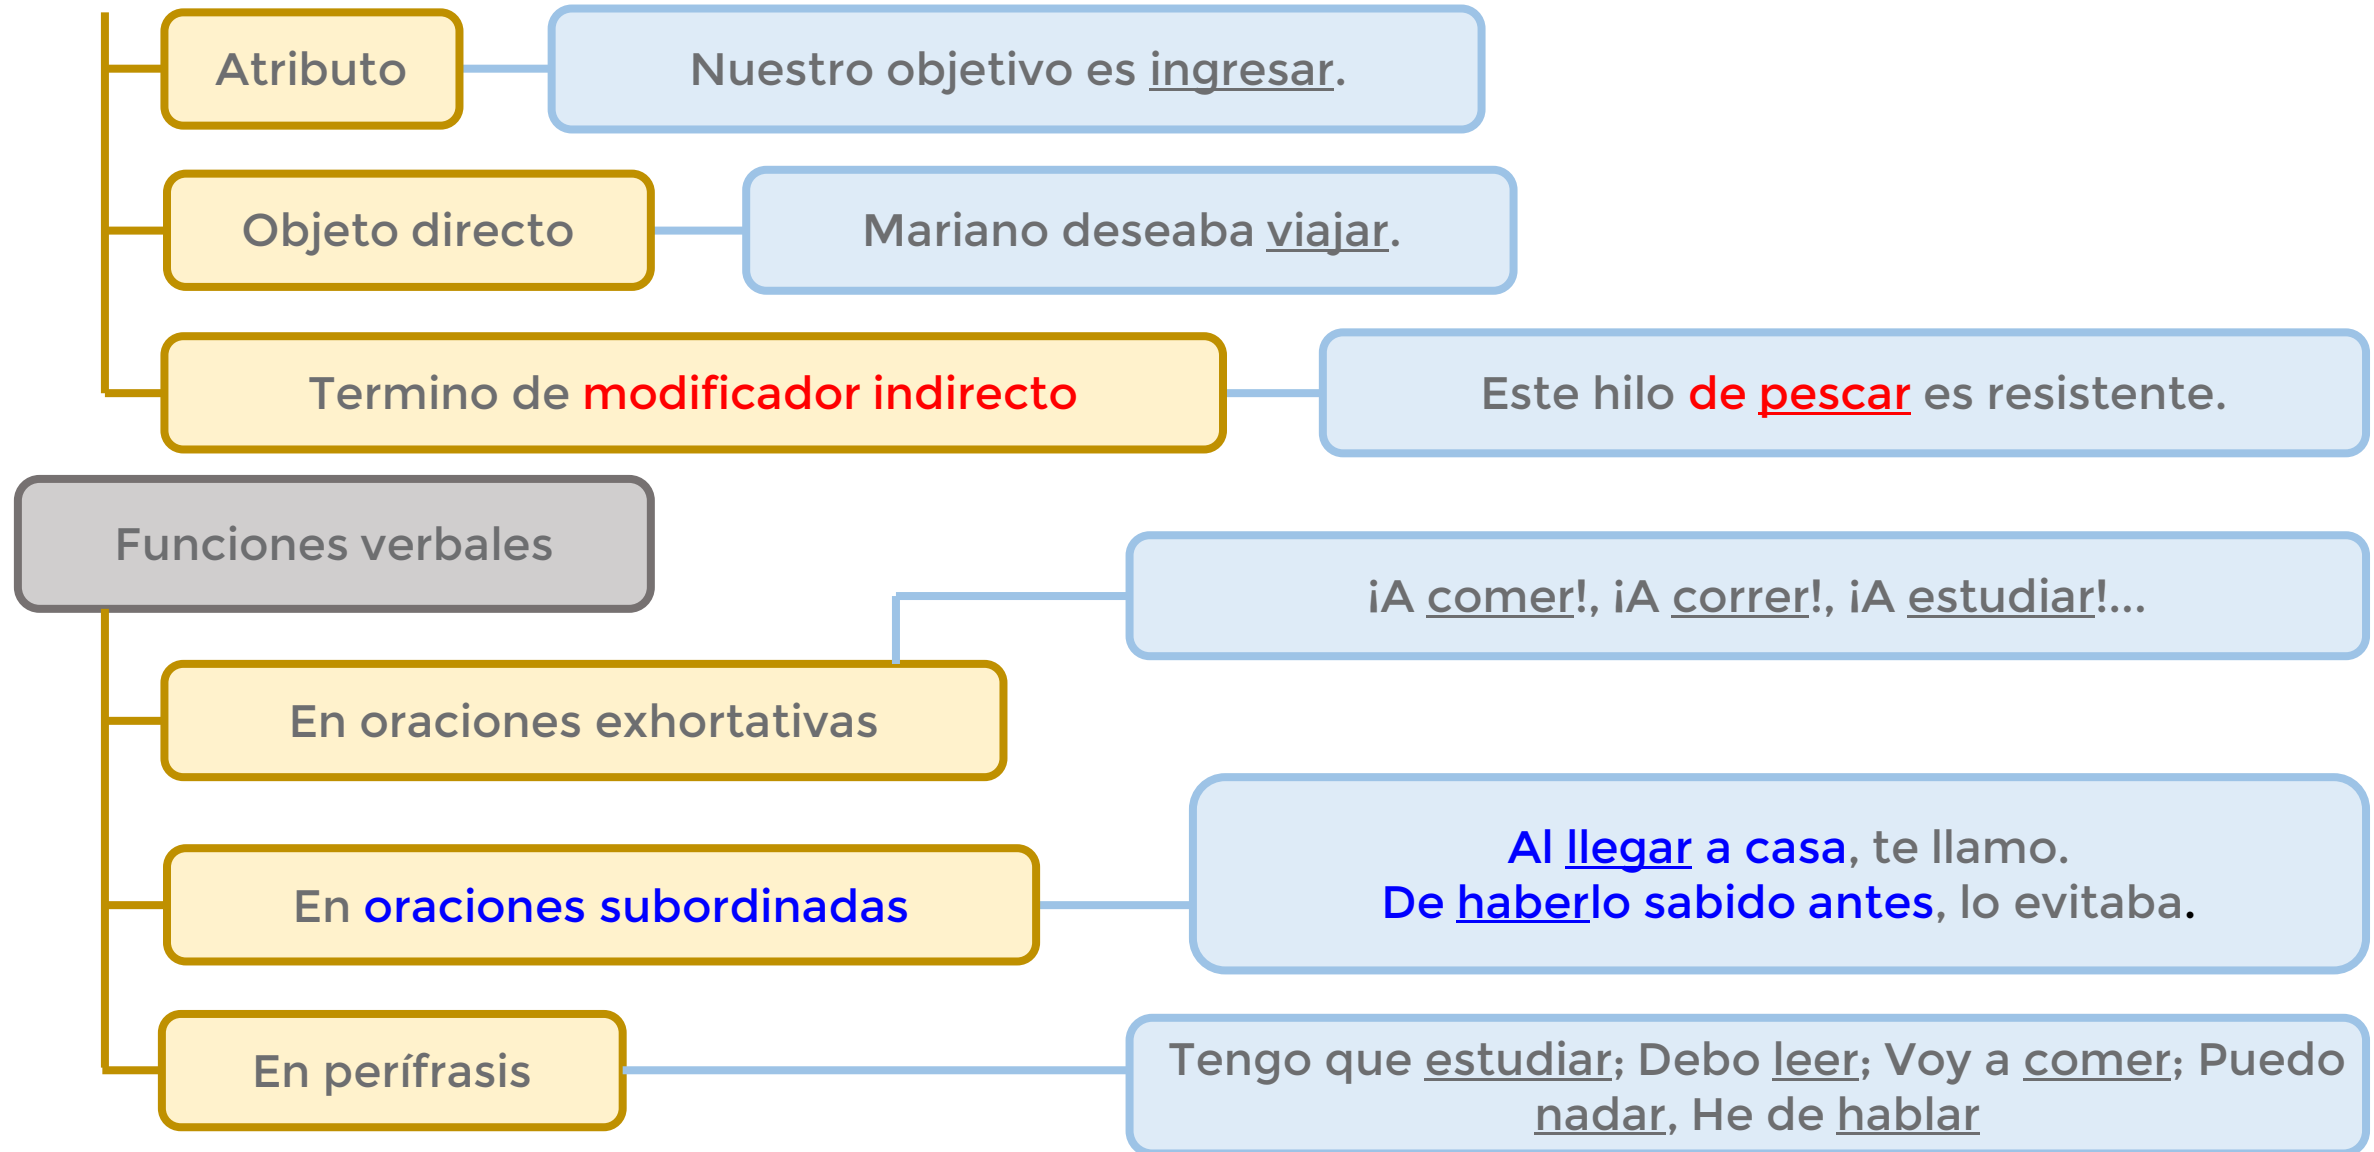 Atributo
Nuestro objetivo es ingresar.
Objeto directo
Mariano deseaba viajar.
Termino de modificador indirecto
Este hilo de pescar es resistente.
Funciones verbales
¡A comer!, ¡A correr!, ¡A estudiar!...
En oraciones exhortativas
En oraciones subordinadas
Al llegar a casa, te llamo.
De haberlo sabido antes, lo evitaba.
En perífrasis
Tengo que estudiar; Debo leer; Voy a comer; Puedo
nadar, He de hablar